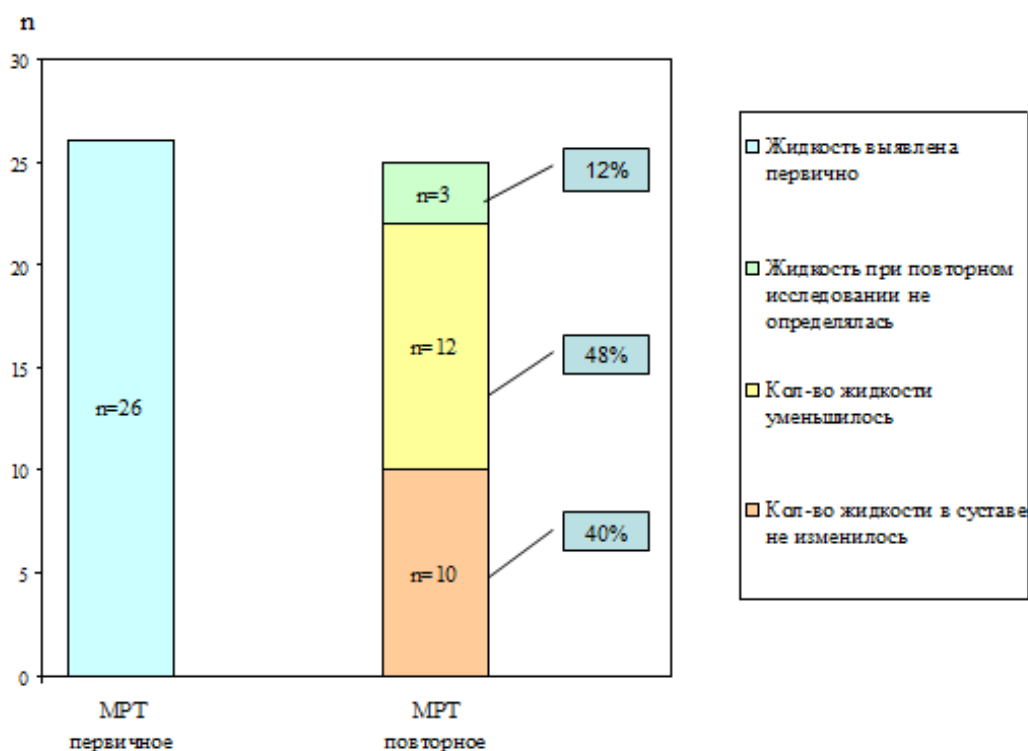 n
30
25
20
15
10
5
0
n=26
n=3
n=12
n=10
12%
48%
40%
МРТ
первичное
МРТ
повторное
Жидкость выявлена
первично
Жидкость при повторном
исследовании не
определялась
Кол-во жидкости
уменьшилось
Кол-во жидкости в суставе
не изменилось